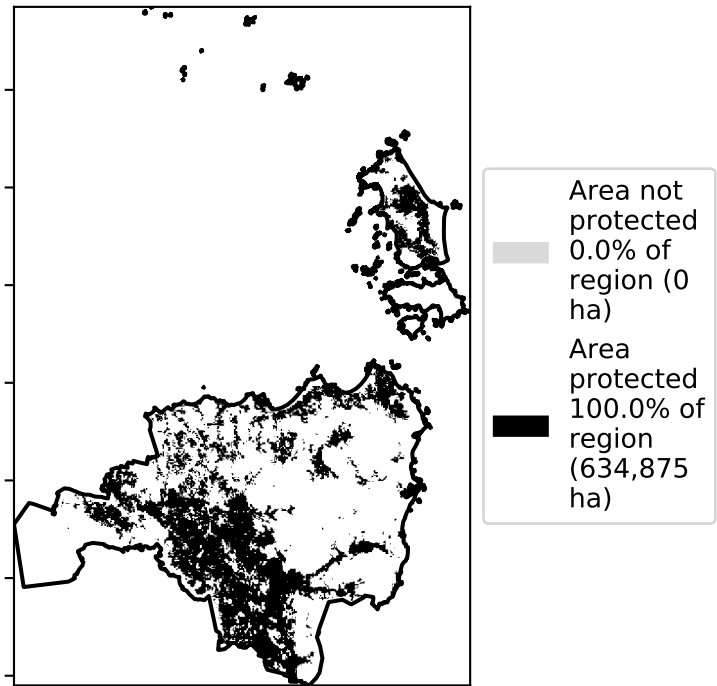 Area not
protected
0.0% of
region (0
ha)
Area
protected
100.0% of
region
(634,875
ha)